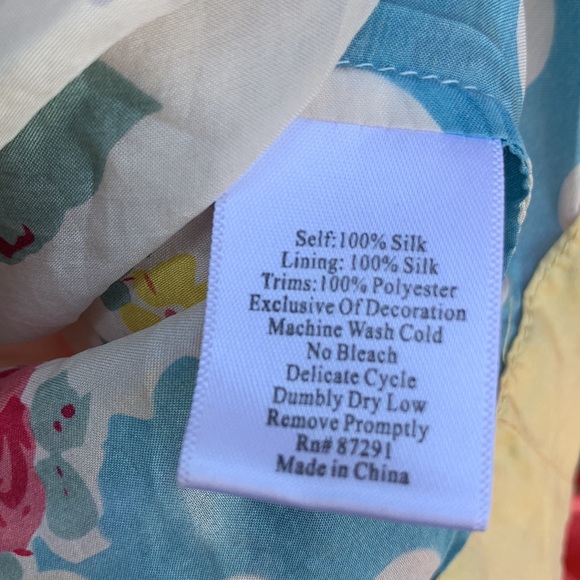 Self:100% Silk
Lining: 100% Silk
Trims:100% Polyester
Exclusive Of Decoration
Machine Wash Cold
No Bleach
Delicate Cycle
Dumbly Dry Low
Remove Promptly
Rn# 87291
Made in China